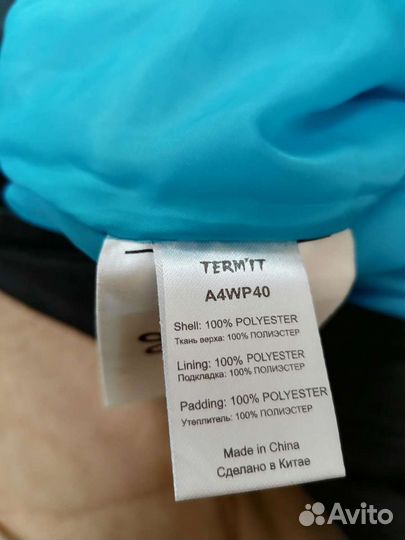 TERM'IT
A4WP40
Shell: 100% POLYESTER
Ткань верха: 100% ПОЛИЭСТЕР
Lining: 100% POLYESTER
Подкладка: 100% ПОЛИЭСТЕР
Padding: 100% POLYESTER
Утеплитель: 100% ПОЛИЭСТЕР
Made in China
Сделано в Китае
Avito